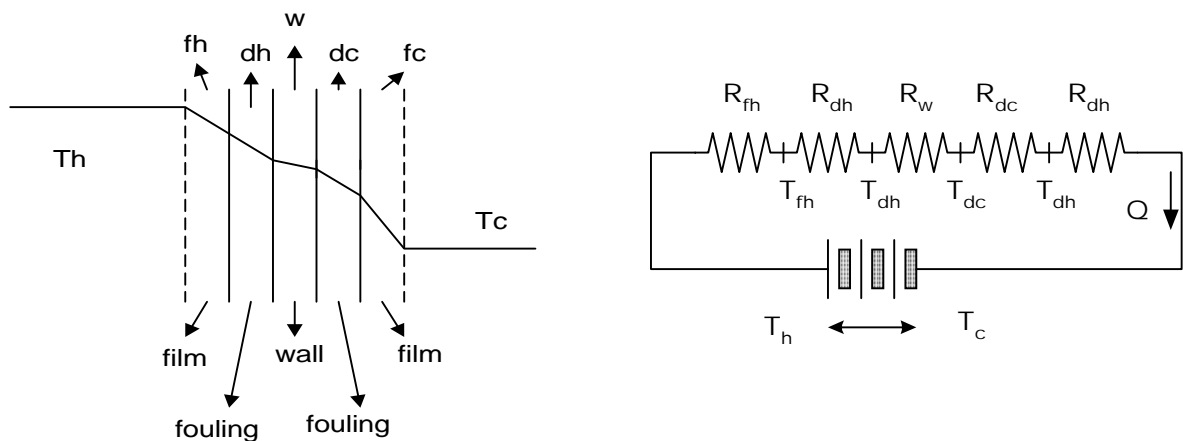 w
fh dh dc fc
Th
Tc
film wall film
fouling fouling
R_fh R_dh R_w R_dc R_dh
T_fh T_dh T_dc T_dh
Q
T_h T_c